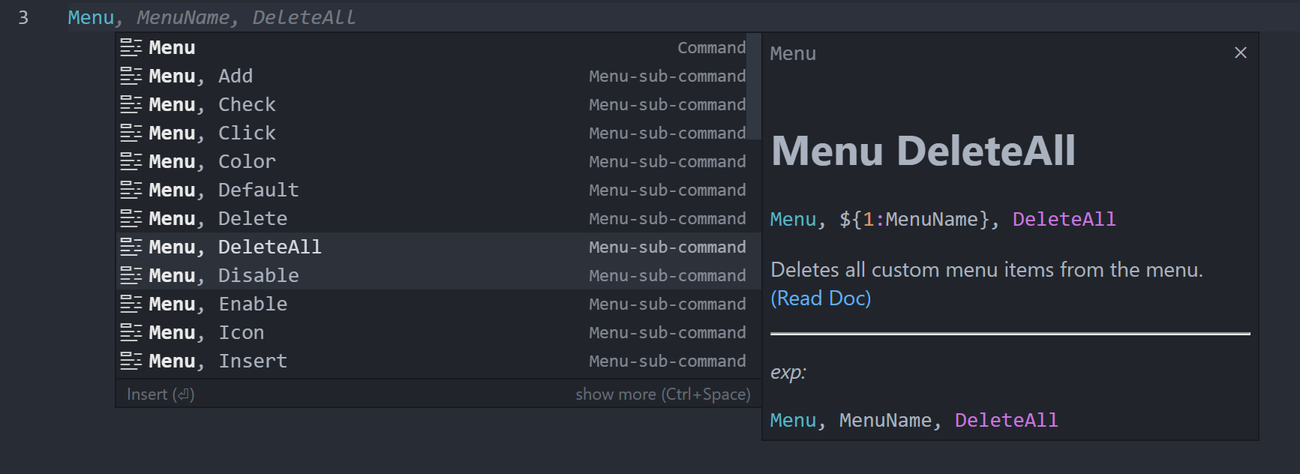 3 Menu, MenuName, DeleteAll
Menu Command
Menu, Add Menu-sub-command
Menu, Check Menu-sub-command
Menu, Click Menu-sub-command
Menu, Color Menu-sub-command
Menu, Default Menu-sub-command
Menu, Delete Menu-sub-command
Menu, DeleteAll Menu-sub-command
Menu, Disable Menu-sub-command
Menu, Enable Menu-sub-command
Menu, Icon Menu-sub-command
Menu, Insert Menu-sub-command
Insert (⏎) show more (Ctrl+Space)
Menu ×
Menu DeleteAll
Menu, ${1:MenuName}, DeleteAll
Deletes all custom menu items from the menu.
(Read Doc)
exp:
Menu, MenuName, DeleteAll